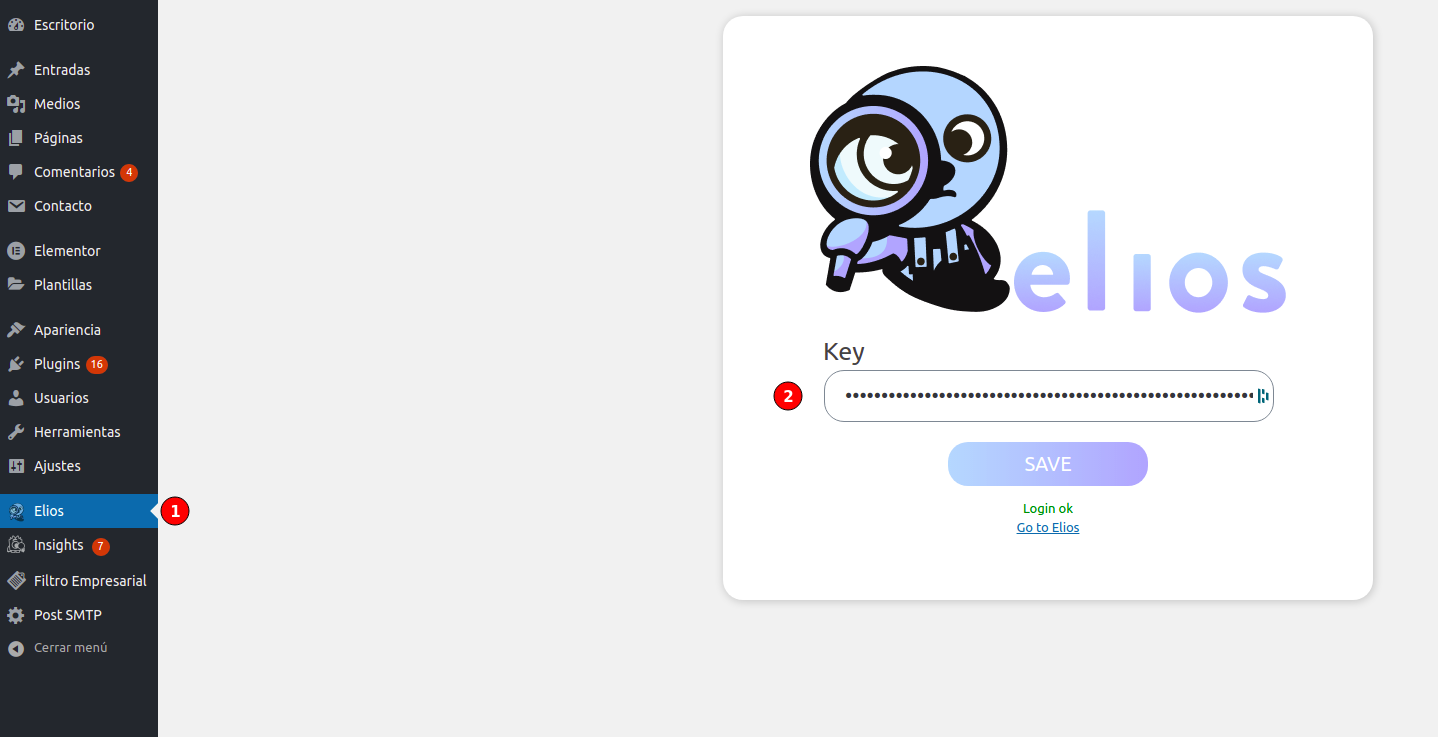 Escritorio
Entradas
Medios
Páginas
Comentarios 4
Contacto
Elementor
Plantillas
Apariencia
Plugins 16
Usuarios
Herramientas
Ajustes
Elios 1
Insights 7
Filtro Empresarial
Post SMTP
Cerrar menú
elios
Key
2
SAVE
Login ok
Go to Elios